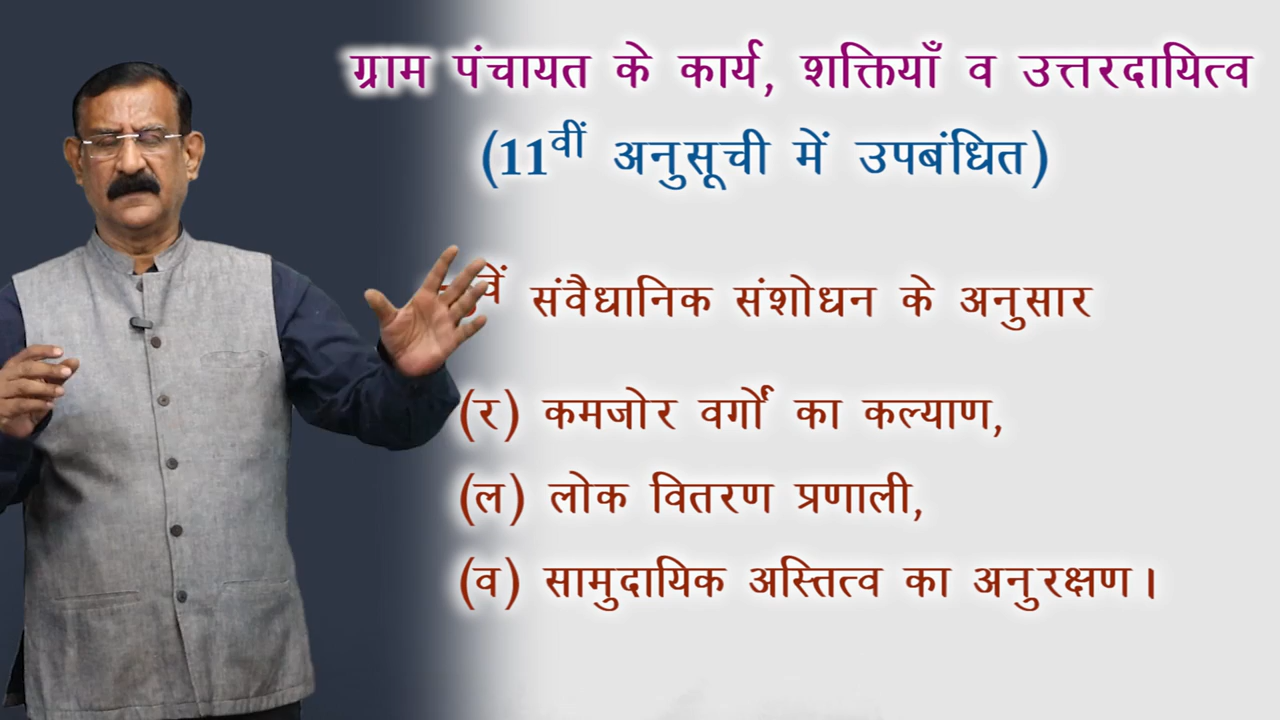 ग्राम पंचायत के कार्य, शक्तियाँ व उत्तरदायित्व
(11वीं अनुसूची में उपबंधित)
संवैधानिक संशोधन के अनुसार
(र) कमजोर वर्गों का कल्याण,
(ल) लोक वितरण प्रणाली,
(व) सामुदायिक अस्तित्व का अनुरक्षण।